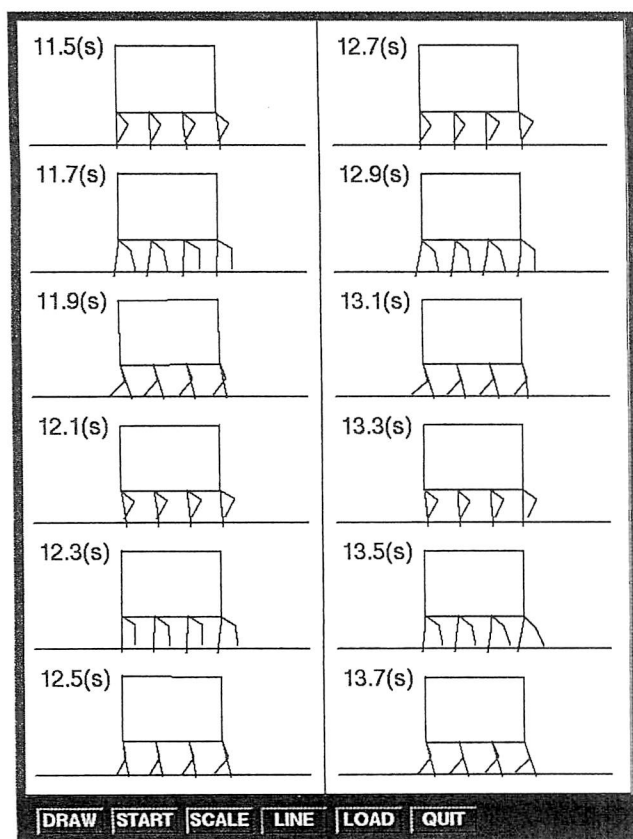 11.5(s)
11.7(s)
11.9(s)
12.1(s)
12.3(s)
12.5(s)
12.7(s)
12.9(s)
13.1(s)
13.3(s)
13.5(s)
13.7(s)
DRAW START SCALE LINE LOAD QUIT